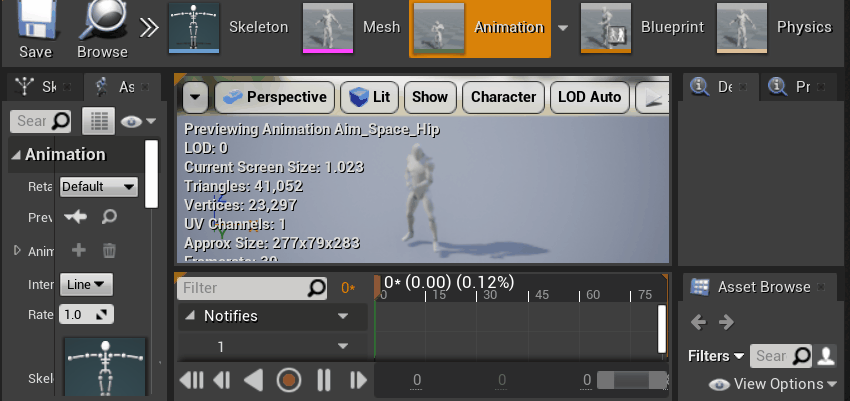 Save
Browse
Skeleton
Mesh
Animation
Blueprint
Physics
Sk
As
Sear
Animation
Reta
Default
Prev
Anim
Inter
Line
Rate
1.0
Skel
Perspective
Lit
Show
Character
LOD Auto
Previewing Animation Aim_Space_Hip
LOD: 0
Current Screen Size: 1.023
Triangles: 41,052
Vertices: 23,297
UV Channels: 1
Approx Size: 277x79x283
Framerate: 30
Filter
0*
0* (0.00) (0.12%)
0 15 30 45 60 75
Notifies
1
0
0
0
De
Pr
Asset Browse
Filters
Sear
View Options